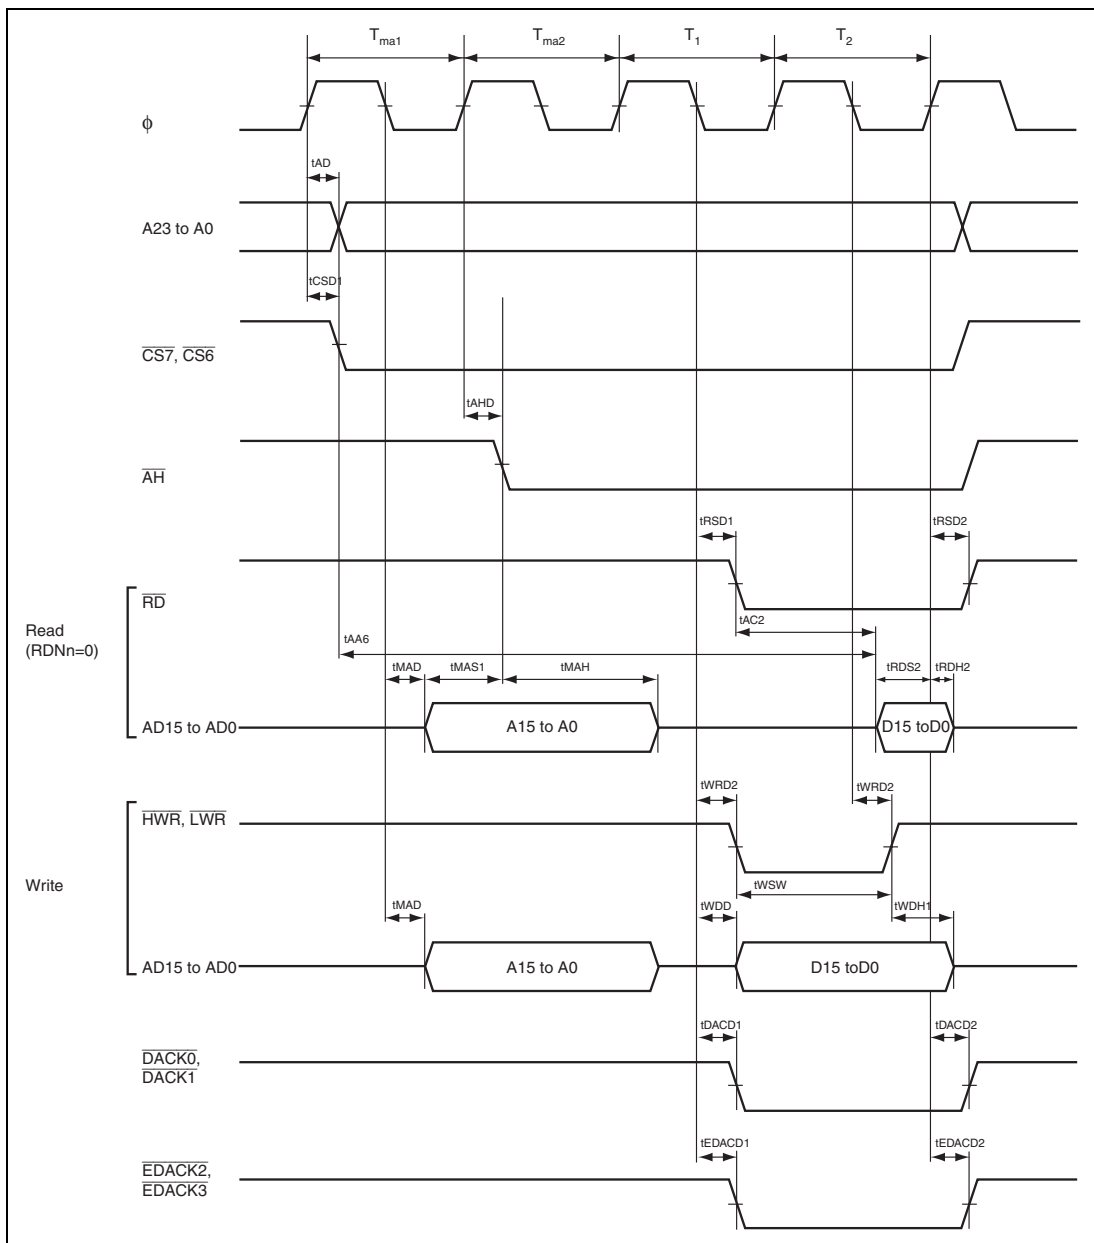 Tma1 Tma2 T1 T2
ϕ
tAD
A23 to A0
tCSD1
CS7, CS6
tAHD
AH
tRSD1 tRSD2
RD
Read
(RDNn=0)
tAC2
tAA6
tMAD tMAS1 tMAH tRDS2 tRDH2
AD15 to AD0 A15 to A0 D15 toD0
tWRD2 tWRD2
HWR, LWR
Write
tWSW
tMAD tWDD tWDH1
AD15 to AD0 A15 to A0 D15 toD0
tDACD1 tDACD2
DACK0,
DACK1
tEDACD1 tEDACD2
EDACK2,
EDACK3